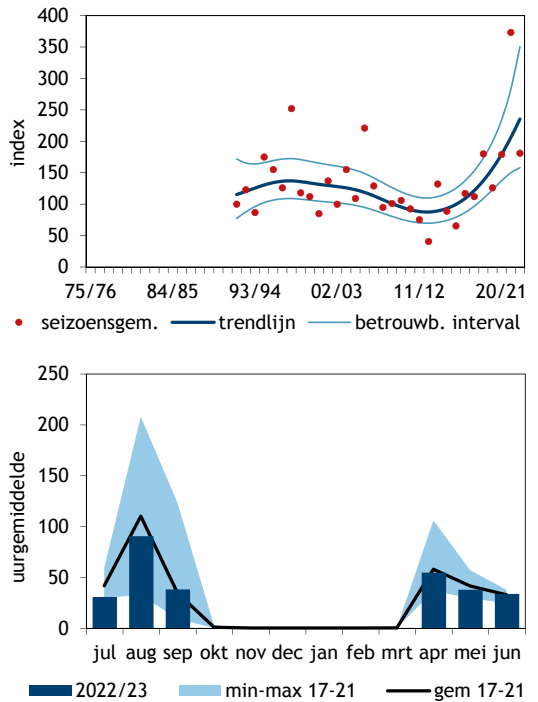 index
400
350
300
250
200
150
100
50
0
75/76 84/85 93/94 02/03 11/12 20/21
seizoensgem. trendlijn betrouwb. interval
uurgemiddelde
250
200
150
100
50
0
jul aug sep okt nov dec jan feb mrt apr mei jun
2022/23 min-max 17-21 gem 17-21